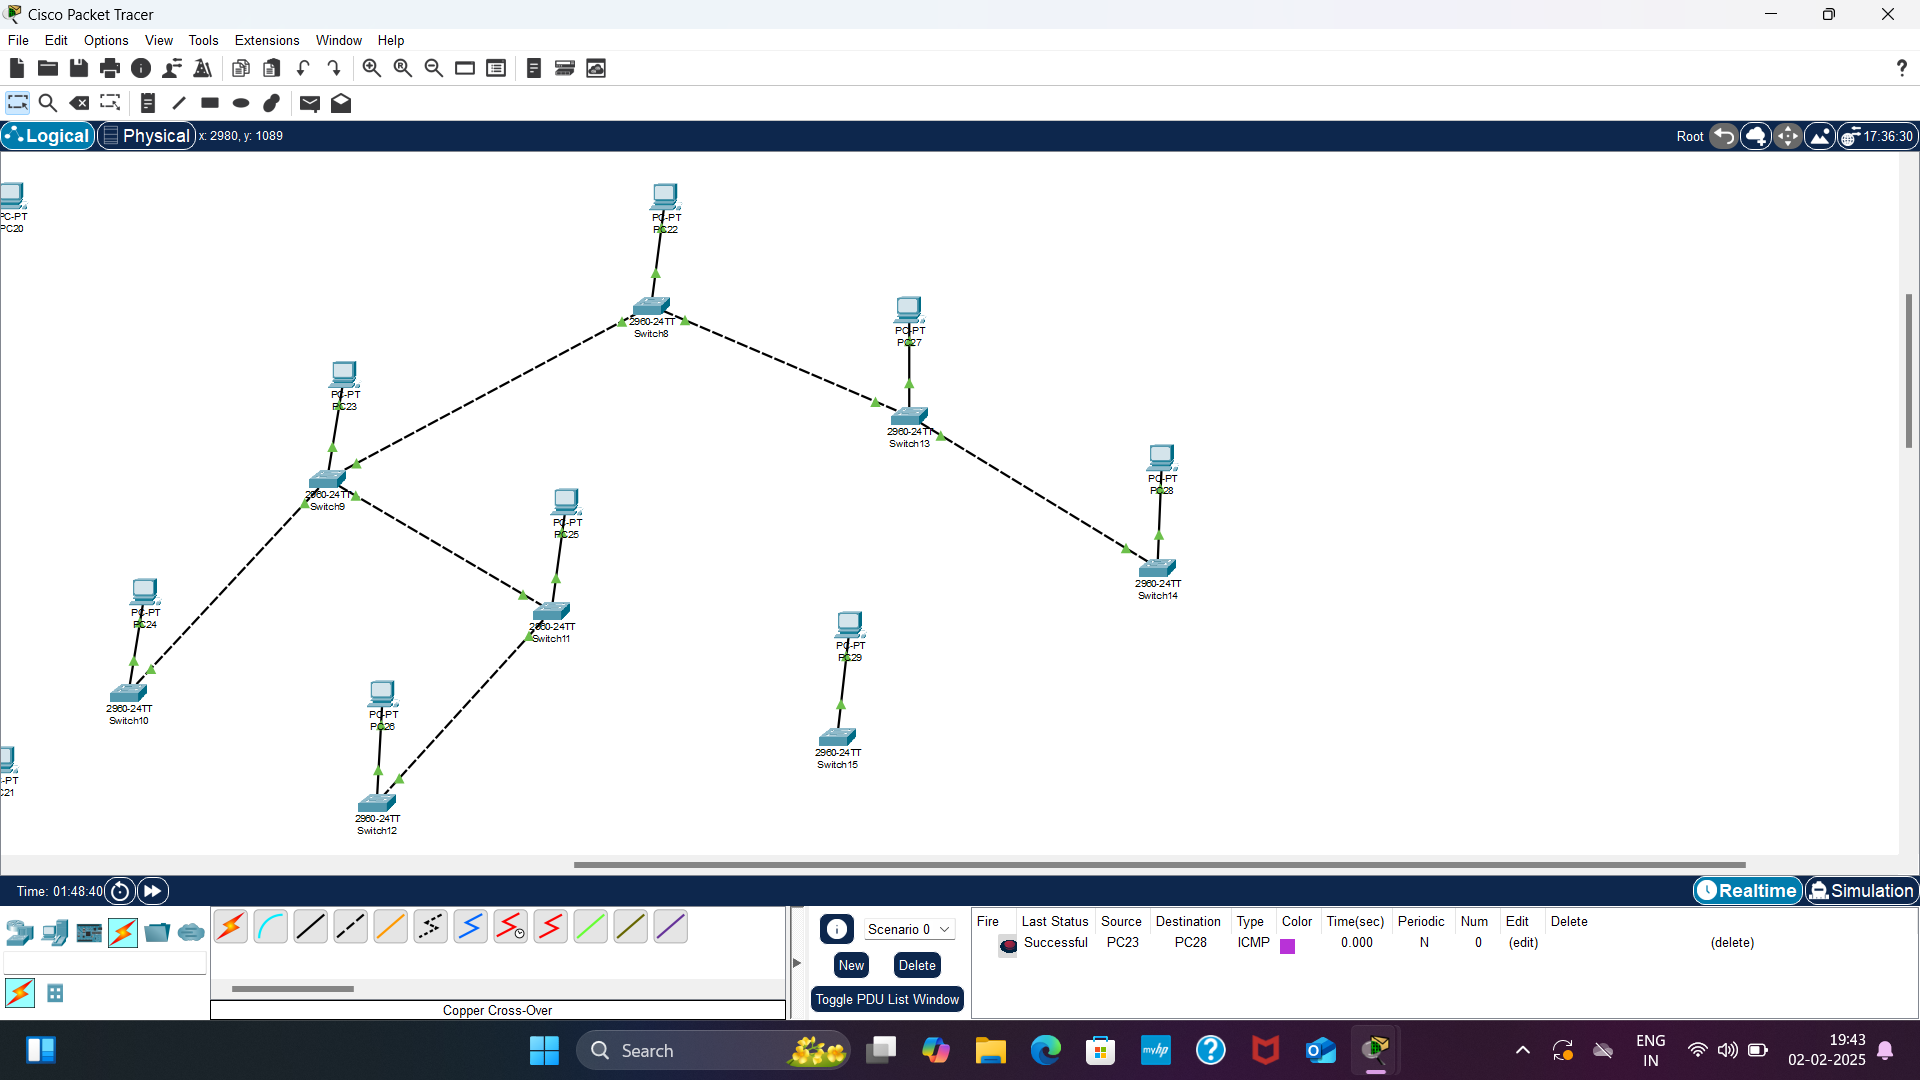 Cisco Packet Tracer
File Edit Options View Tools Extensions Window Help
?
Logical Physical x: 2980, y: 1089 Root 17:36:30
PC-PT
PC20
PC-PT
PC22
2960-24TT
Switch8
PC-PT
PC27
2960-24TT
Switch13
PC-PT
PC23
2960-24TT
Switch9
PC-PT
PC28
2960-24TT
Switch14
PC-PT
PC25
2960-24TT
Switch11
PC-PT
PC24
2960-24TT
Switch10
PC-PT
PC29
2960-24TT
Switch15
PC-PT
PC26
2960-24TT
Switch12
-PT
C21
Time: 01:48:40 Realtime Simulation
Scenario 0
New Delete
Toggle PDU List Window
Fire Last Status Source Destination Type Color Time(sec) Periodic Num Edit Delete
Successful PC23 PC28 ICMP 0.000 N 0 (edit) (delete)
Copper Cross-Over
Search
myhp
ENG
IN
19:43
02-02-2025